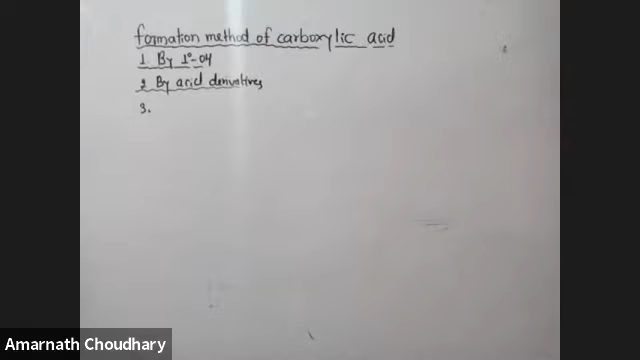 formation method of carboxylic acid
1 By 1°-OH
2 By acid derivatives
3.
Amarnath Choudhary